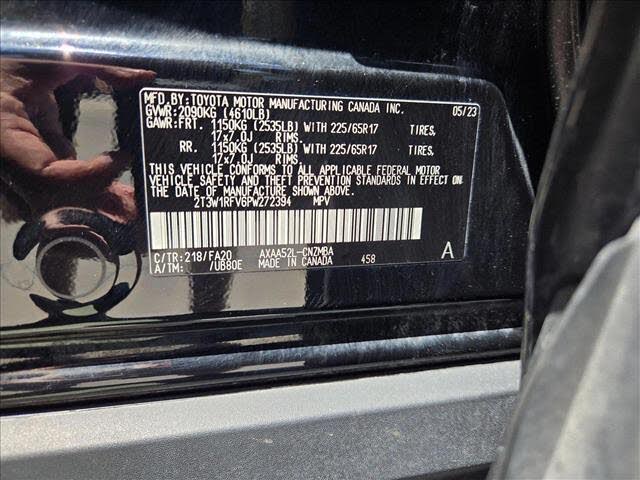 MFD.BY:TOYOTA MOTOR MANUFACTURING CANADA INC. 05/23
GVWR:2090KG (4610LB)
GAWR:FRT. 1150KG (2535LB) WITH 225/65R17 TIRES,
17x7.0J RIMS
RR. 1150KG (2535LB) WITH 225/65R17 TIRES,
17x7.0J RIMS
THIS VEHICLE CONFORMS TO ALL APPLICABLE FEDERAL MOTOR
VEHICLE SAFETY AND THEFT PREVENTION STANDARDS IN EFFECT ON
THE DATE OF MANUFACTURE SHOWN ABOVE.
2T3W1RFV6PW272394 MPV
C/TR:218/FA20 AXAA52L-CNZMBA
A/TM: /U680E MADE IN CANADA 458 A